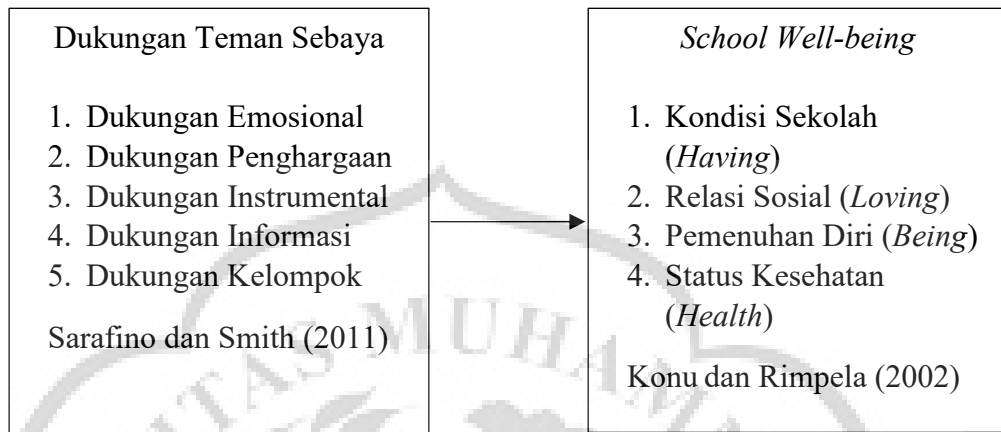 Dukungan Teman Sebaya
1. Dukungan Emosional
2. Dukungan Penghargaan
3. Dukungan Instrumental
4. Dukungan Informasi
5. Dukungan Kelompok
Sarafino dan Smith (2011)
School Well-being
1. Kondisi Sekolah
(Having)
2. Relasi Sosial (Loving)
3. Pemenuhan Diri (Being)
4. Status Kesehatan
(Health)
Konu dan Rimpela (2002)
ITAS MUHAMA